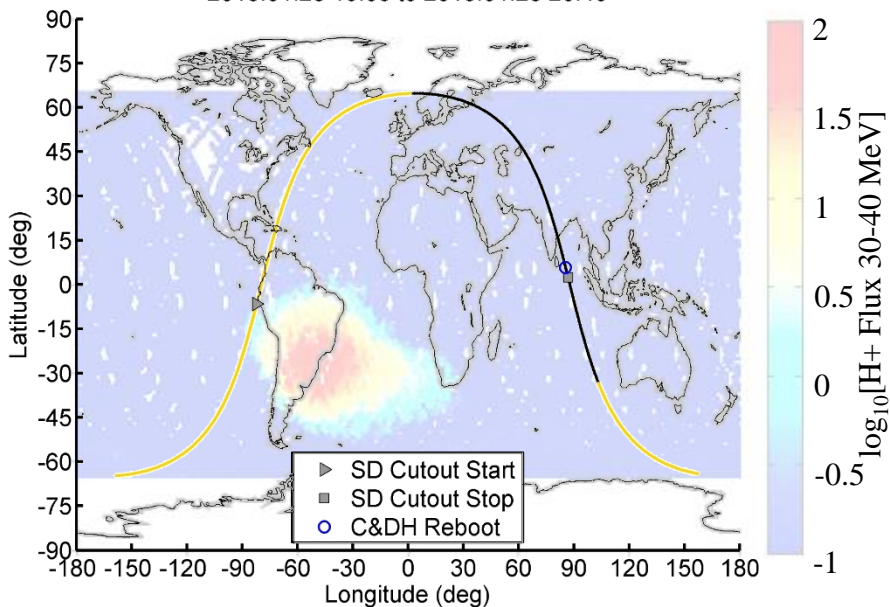 90
75
60
45
30
15
0
-15
-30
-45
-60
-75
-90
Latitude (deg)
-180 -150 -120 -90 -60 -30 0 30 60 90 120 150 180
Longitude (deg)
SD Cutout Start
SD Cutout Stop
C&DH Reboot
2
1.5
1
0.5
0
-0.5
-1
log10[H+ Flux 30-40 MeV]